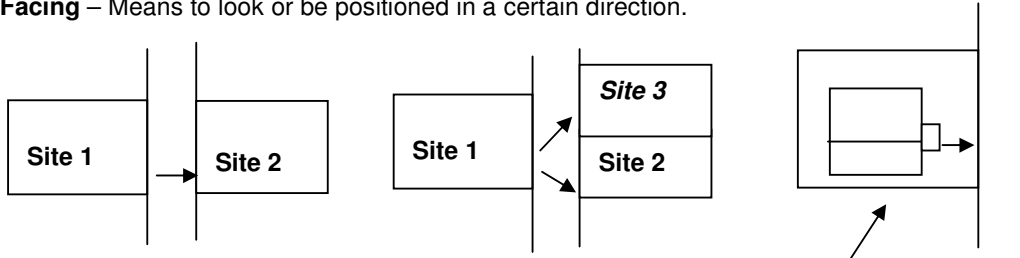 Facing – Means to look or be positioned in a certain direction.
Site 1
Site 2
Site 1
Site 3
Site 2